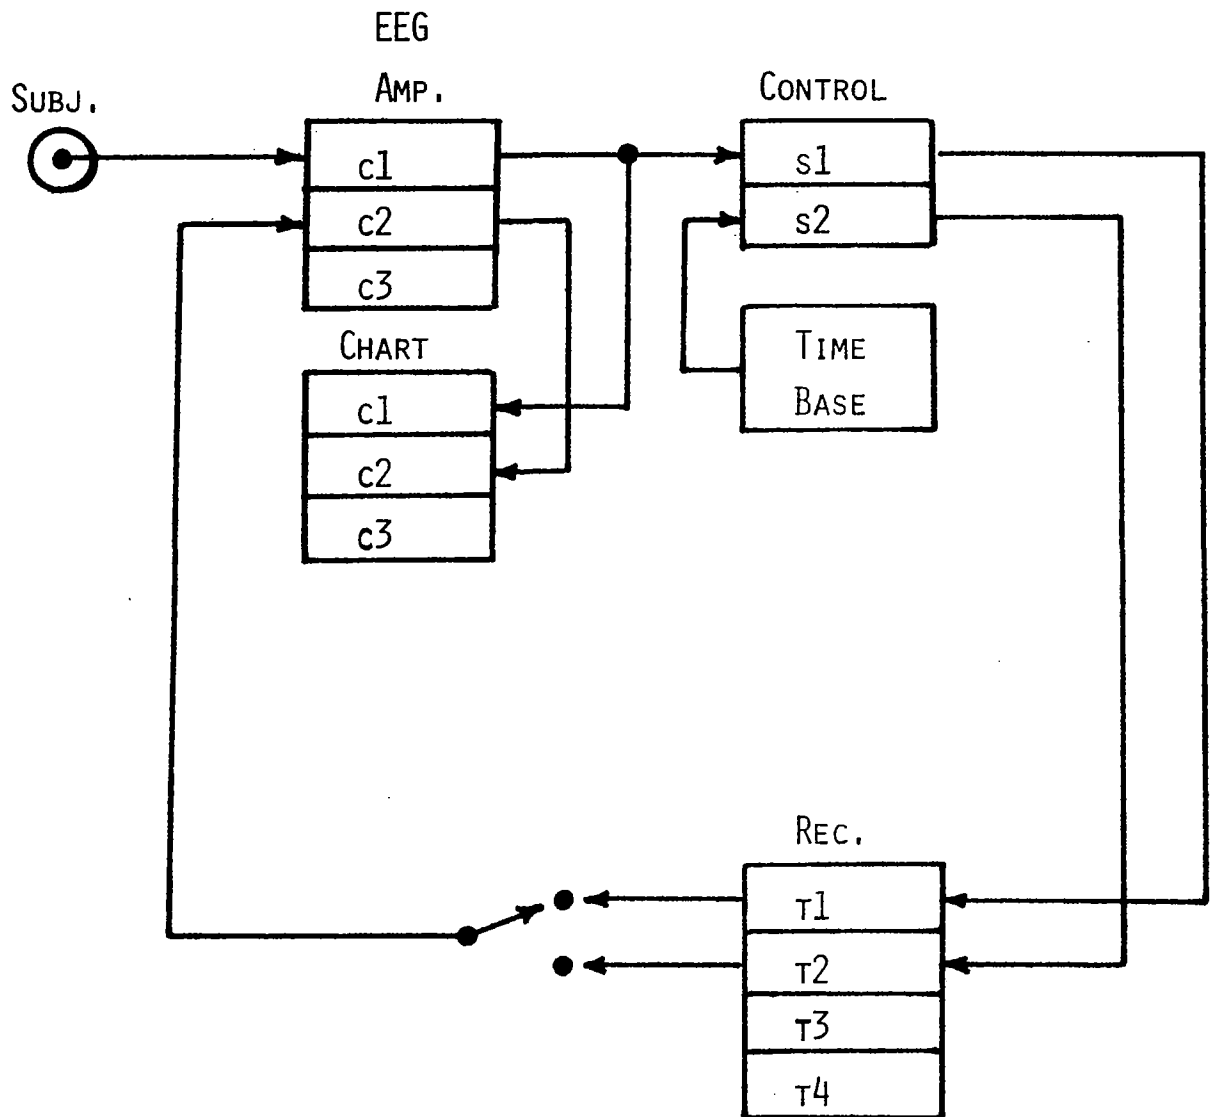 EEG
AMP.
SUBJ.
c1
c2
c3
CHART
c1
c2
c3
CONTROL
s1
s2
TIME
BASE
REC.
T1
T2
T3
T4